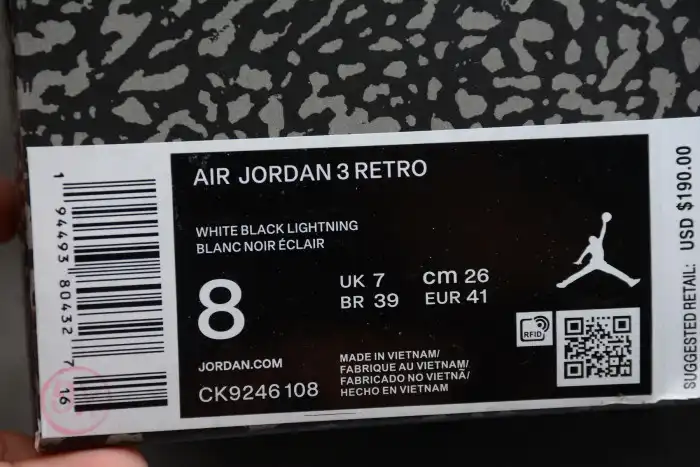 AIR JORDAN 3 RETRO
WHITE BLACK LIGHTNING
BLANC NOIR ÉCLAIR
8
UK 7
cm 26
BR 39
EUR 41
RFID
JORDAN.COM
CK9246 108
MADE IN VIETNAM/
FABRIQUE AU VIETNAM/
FABRICADO NO VIETNÃ/
HECHO EN VIETNAM
1 94493 80432 7
16
SUGGESTED RETAIL: USD $190.00